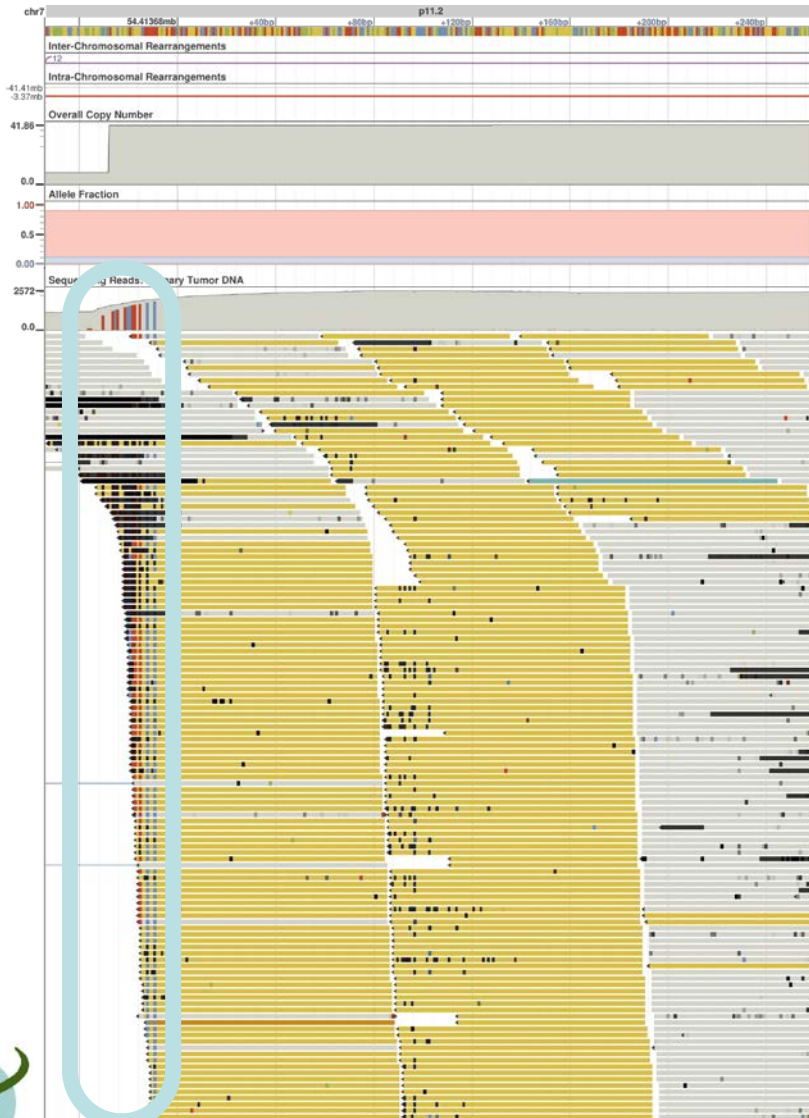 chr7
p11.2
54.41368mb +40bp +80bp +120bp +160bp +200bp +240bp
Inter-Chromosomal Rearrangements
12
Intra-Chromosomal Rearrangements
-41.41mb
-3.37mb
Overall Copy Number
41.86
0.0
Allele Fraction
1.00
0.5
0.00
Tumor DNA
2572
0.0